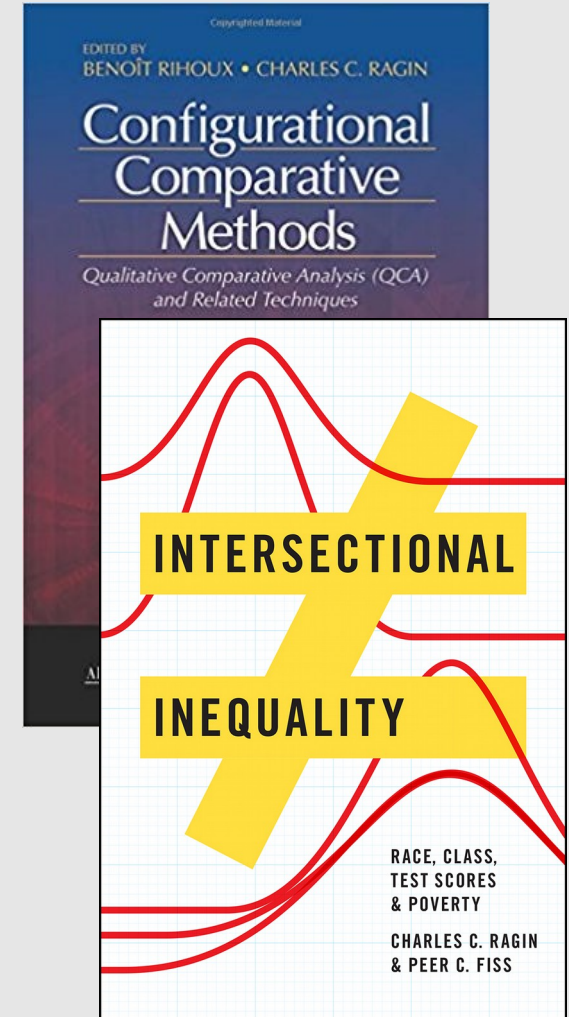 Copyrighted Material
EDITED BY
BENOÎT RIHOUX • CHARLES C. RAGIN
Configurational
Comparative
Methods
Qualitative Comparative Analysis (QCA)
and Related Techniques
INTERSECTIONAL
INEQUALITY
RACE, CLASS,
TEST SCORES
& POVERTY
CHARLES C. RAGIN
& PEER C. FISS